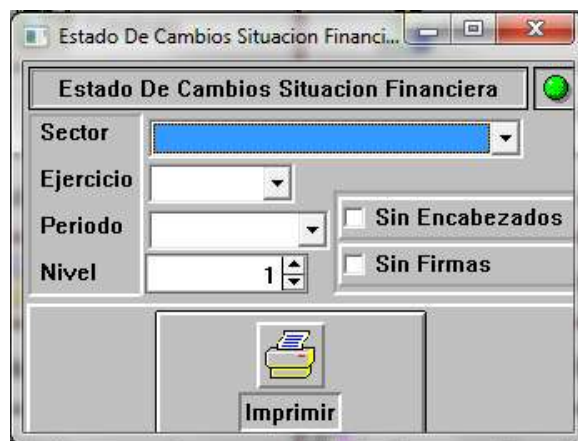 Estado De Cambios Situacion Financi...
Estado De Cambios Situacion Financiera
Sector
Ejercicio
Periodo
Sin Encabezados
Nivel
1
Sin Firmas
Imprimir